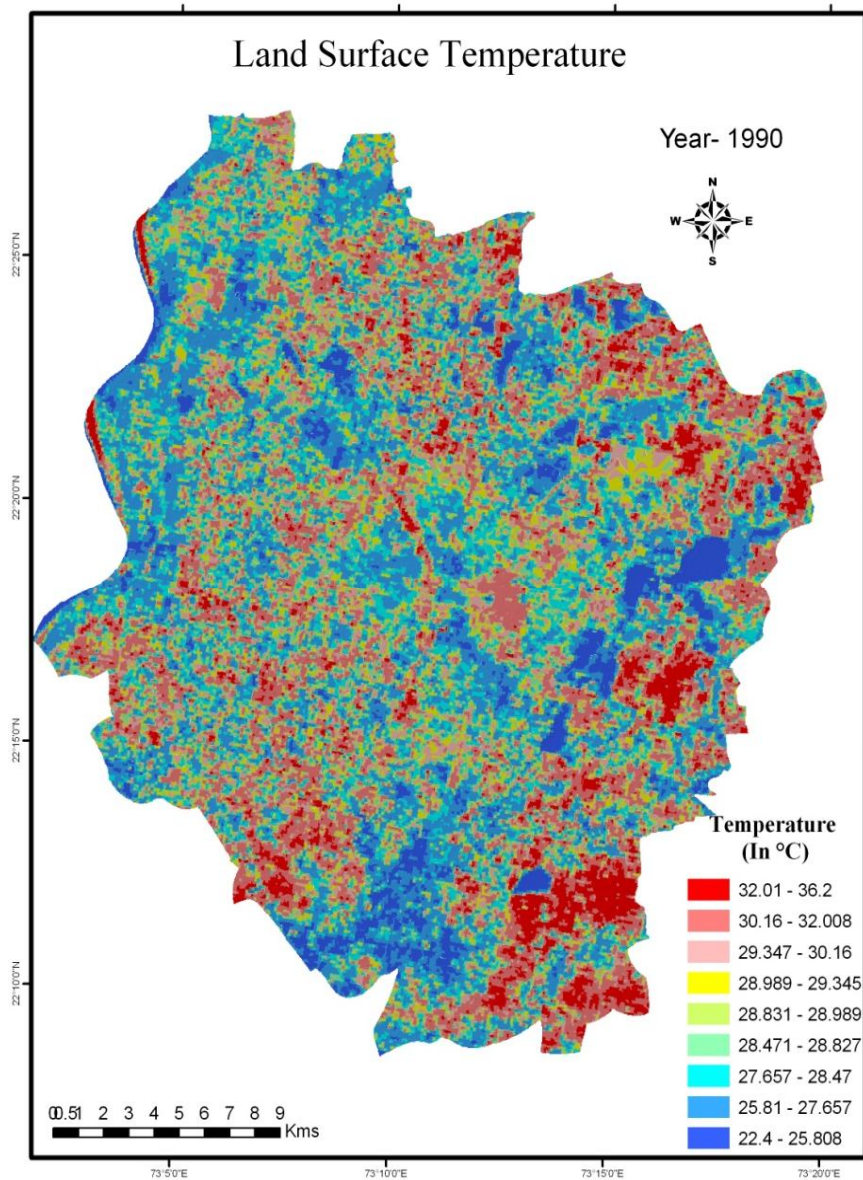 Land Surface Temperature
Year- 1990
N
W E
S
22°25'0"N
22°20'0"N
22°15'0"N
22°10'0"N
Temperature
(In °C)
32.01 - 36.2
30.16 - 32.008
29.347 - 30.16
28.989 - 29.345
28.831 - 28.989
28.471 - 28.827
27.657 - 28.47
25.81 - 27.657
22.4 - 25.808
0 0.5 1 2 3 4 5 6 7 8 9
Kms
73°5'0"E 73°10'0"E 73°15'0"E 73°20'0"E